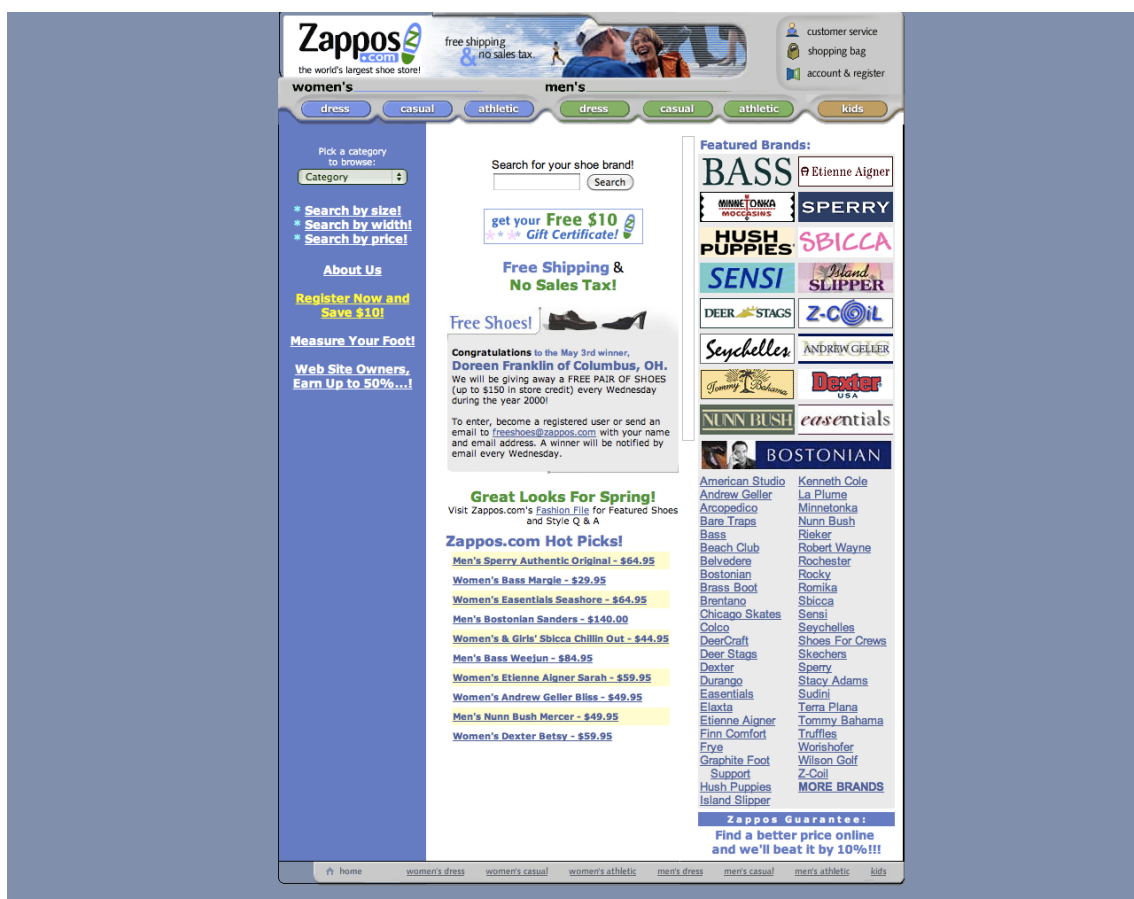 Zappos
.com
the world's largest shoe store!
free shipping
& no sales tax.
customer service
shopping bag
account & register
women's
men's
dress
casual
athletic
dress
casual
athletic
kids
Pick a category
to browse:
Category
* Search by size!
* Search by width!
* Search by price!
About Us
Register Now and
Save $10!
Measure Your Foot!
Web Site Owners,
Earn Up to 50%...!
Search for your shoe brand!
Search
get your Free $10
Gift Certificate!
Free Shipping &
No Sales Tax!
Free Shoes!
Congratulations to the May 3rd winner,
Doreen Franklin of Columbus, OH.
We will be giving away a FREE PAIR OF SHOES
(up to $150 in store credit) every Wednesday
during the year 2000!
To enter, become a registered user or send an
email to freeshoes@zappos.com with your name
and email address. A winner will be notified by
email every Wednesday.
Great Looks For Spring!
Visit Zappos.com's Fashion File for Featured Shoes
and Style Q & A
Zappos.com Hot Picks!
Men's Sperry Authentic Original - $64.95
Women's Bass Margie - $29.95
Women's Easentials Seashore - $64.95
Men's Bostonian Sanders - $140.00
Women's & Girls' Sbicca Chillin Out - $44.95
Men's Bass Weejun - $84.95
Women's Etienne Aigner Sarah - $59.95
Women's Andrew Geller Bliss - $49.95
Men's Nunn Bush Mercer - $49.95
Women's Dexter Betsy - $59.95
Featured Brands:
BASS
Etienne Aigner
MINNETONKA
MOCCASINS
SPERRY
HUSH
PUPPIES
SBICCA
SENSI
Island
SLIPPER
DEER STAGS
Z-COiL
Seychelles
MAGIC
ANDREW GELLER
Tommy Bahama
Dexter
USA
NUNN BUSH
easentials
BOSTONIAN
American Studio
Andrew Geller
Arcopedico
Bare Traps
Bass
Beach Club
Belvedere
Bostonian
Brass Boot
Brentano
Chicago Skates
Colco
DeerCraft
Deer Stags
Dexter
Durango
Easentials
Elaxta
Etienne Aigner
Finn Comfort
Frye
Graphite Foot
Support
Hush Puppies
Island Slipper
Kenneth Cole
La Plume
Minnetonka
Nunn Bush
Rieker
Robert Wayne
Rochester
Rocky
Romika
Sbicca
Sensi
Seychelles
Shoes For Crews
Skechers
Sperry
Stacy Adams
Sudini
Terra Plana
Tommy Bahama
Truffles
Worishofer
Wilson Golf
Z-Coil
MORE BRANDS
Zappos Guarantee:
Find a better price online
and we'll beat it by 10%!!!
home
women's dress
women's casual
women's athletic
men's dress
men's casual
men's athletic
kids